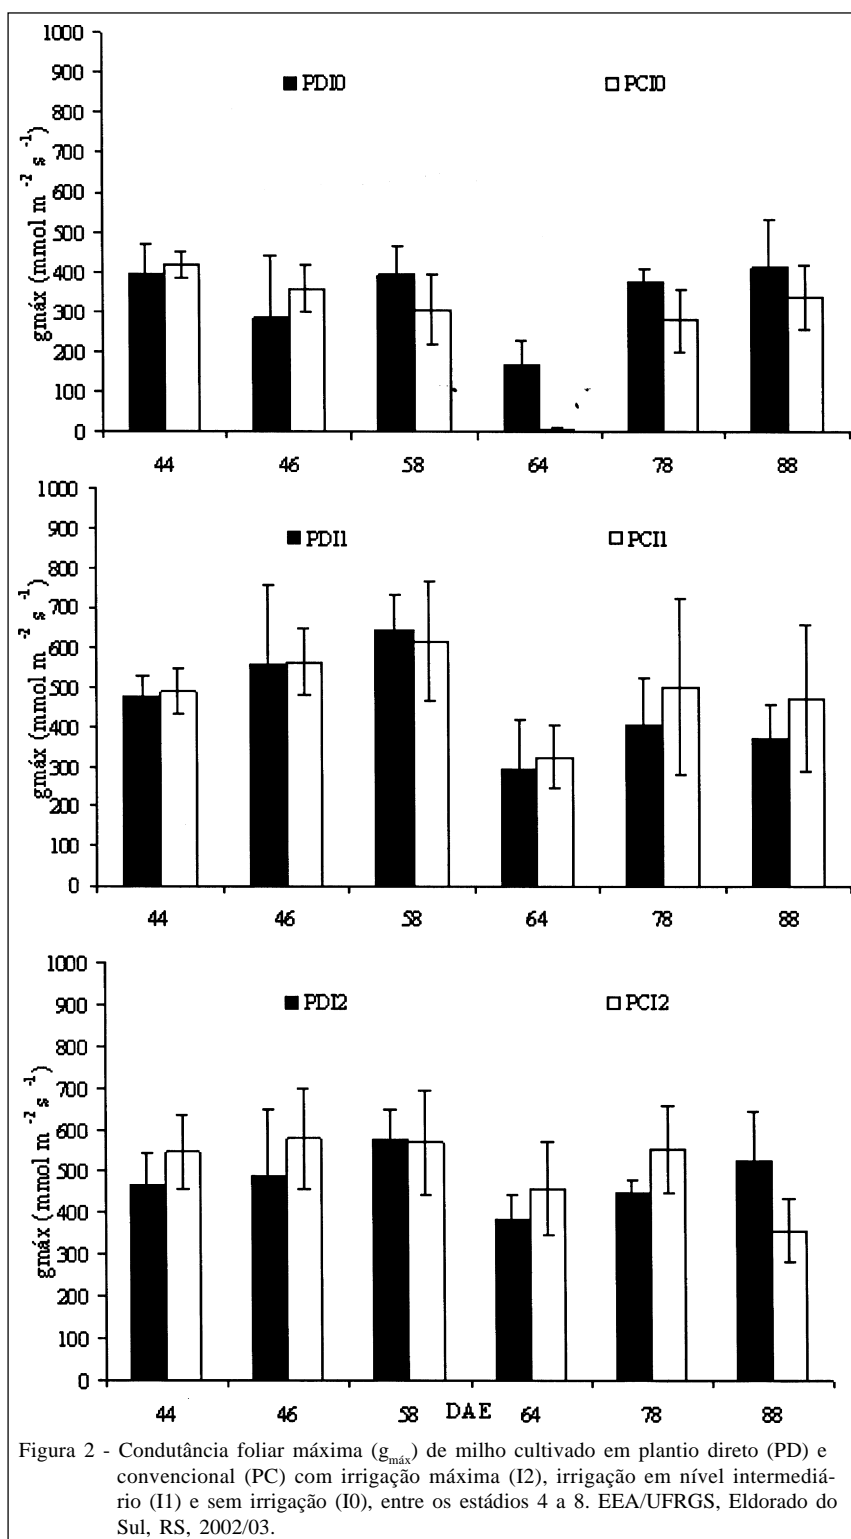 1000
900
800
700
600
500
400
300
200
100
0
gmáx (mmol m⁻² s⁻¹)
PDI0 PCI0
44 46 58 64 78 88
1000
900
800
700
600
500
400
300
200
100
0
gmáx (mmol m⁻² s⁻¹)
PDI1 PCI1
44 46 58 64 78 88
1000
900
800
700
600
500
400
300
200
100
0
gmáx (mmol m⁻² s⁻¹)
PDI2 PCI2
44 46 58 DAE 64 78 88
Figura 2 - Condutância foliar máxima (gmáx) de milho cultivado em plantio direto (PD) e
convencional (PC) com irrigação máxima (I2), irrigação em nível intermediá-
rio (I1) e sem irrigação (I0), entre os estádios 4 a 8. EEA/UFRGS, Eldorado do
Sul, RS, 2002/03.